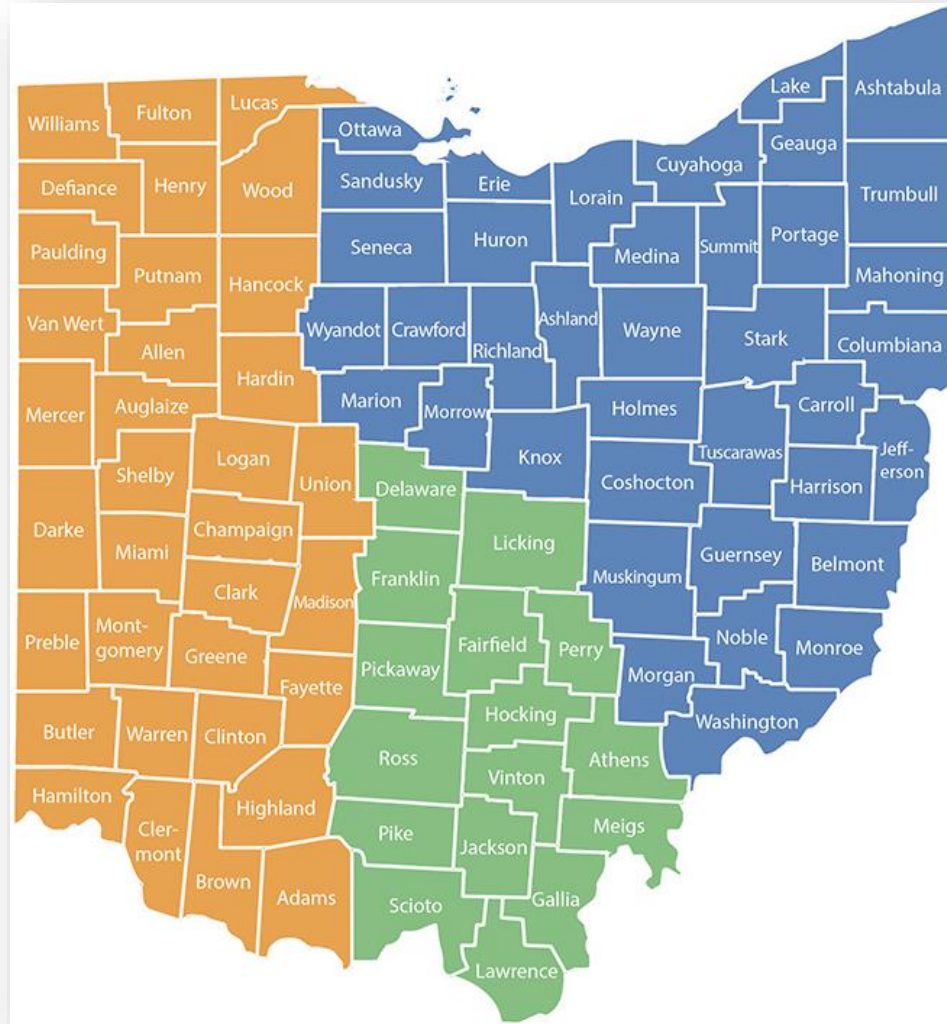 Lake
Ashtabula
Williams
Fulton
Lucas
Ottawa
Geauga
Cuyahoga
Defiance
Henry
Wood
Sandusky
Erie
Lorain
Trumbull
Paulding
Seneca
Huron
Medina
Summit
Portage
Putnam
Hancock
Mahoning
Van Wert
Allen
Wyandot
Crawford
Richland
Ashland
Wayne
Stark
Columbiana
Hardin
Mercer
Auglaize
Marion
Morrow
Holmes
Carroll
Shelby
Logan
Union
Knox
Tuscarawas
Jeff-
erson
Delaware
Coshocton
Harrison
Darke
Miami
Champaign
Licking
Guernsey
Belmont
Clark
Franklin
Muskingum
Madison
Preble
Mont-
gomery
Greene
Fairfield
Perry
Noble
Monroe
Pickaway
Fayette
Morgan
Butler
Warren
Clinton
Hocking
Washington
Ross
Athens
Vinton
Hamilton
Highland
Cler-
mont
Pike
Jackson
Meigs
Brown
Adams
Scioto
Gallia
Lawrence